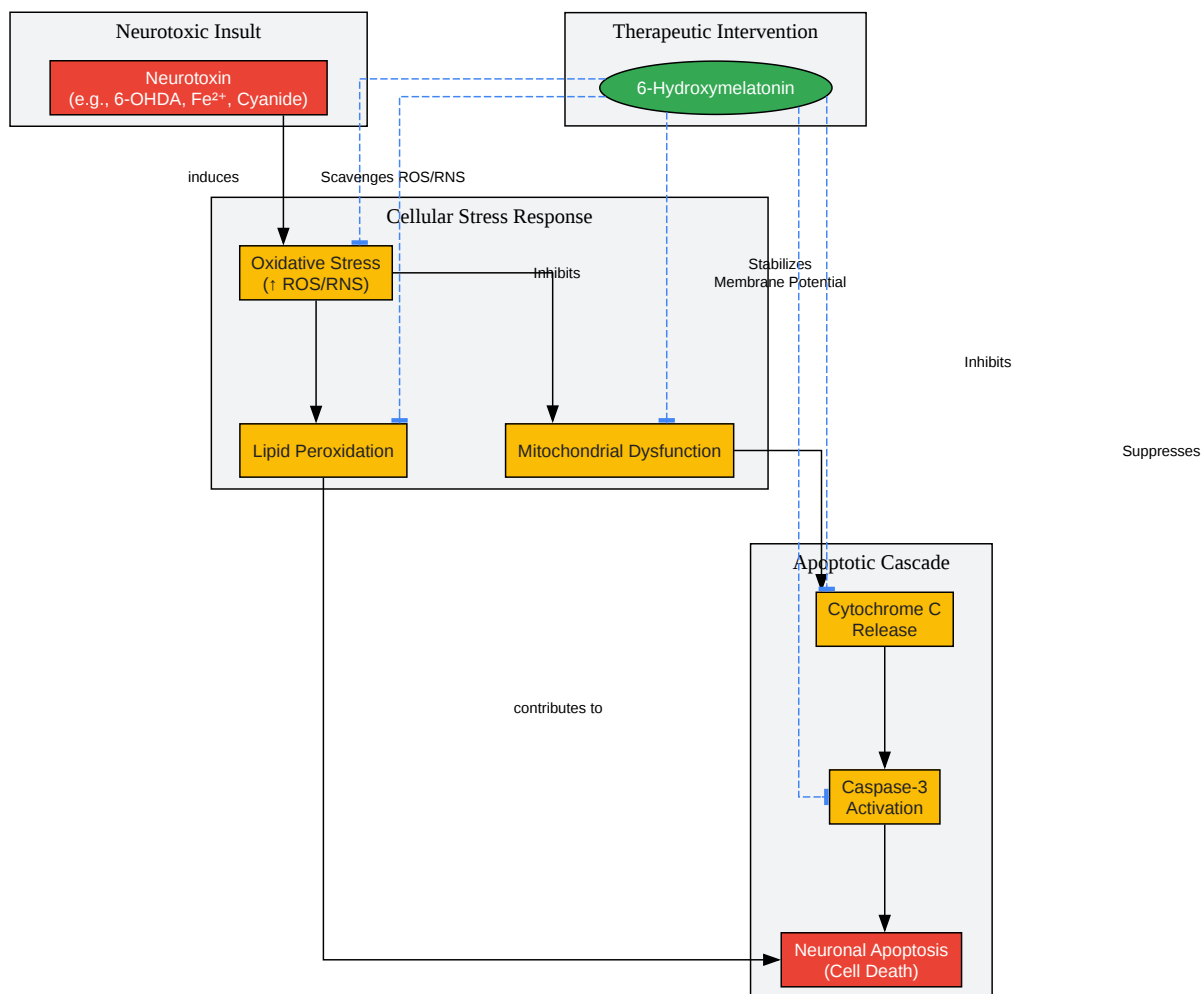 Neurotoxic Insult
Therapeutic Intervention
Neurotoxin
(e.g., 6-OHDA, Fe²⁺, Cyanide)
6-Hydroxymelatonin
induces
Scavenges ROS/RNS
Cellular Stress Response
Oxidative Stress
(↑ ROS/RNS)
Inhibits
Stabilizes
Membrane Potential
Inhibits
Lipid Peroxidation
Mitochondrial Dysfunction
Suppresses
Apoptotic Cascade
Cytochrome C
Release
contributes to
Caspase-3
Activation
Neuronal Apoptosis
(Cell Death)